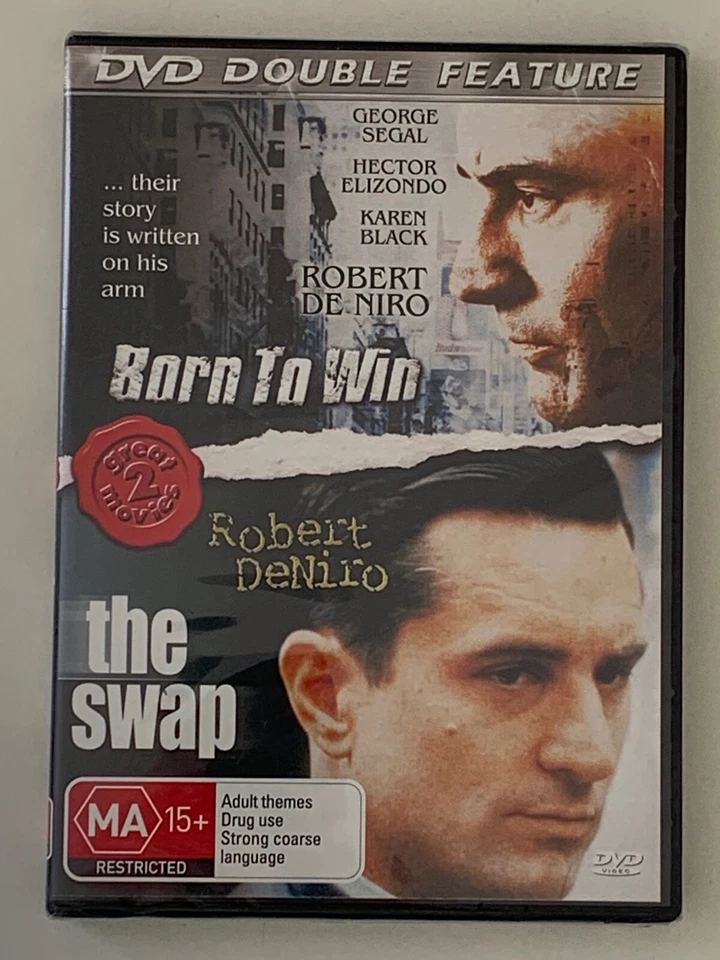 DVD DOUBLE FEATURE
GEORGE
SEGAL
HECTOR
ELIZONDO
KAREN
BLACK
ROBERT
DE NIRO
... their
story
is written
on his
arm
Born To Win
great
2
movies
Robert
DeNiro
the
swap
MA 15+
RESTRICTED
Adult themes
Drug use
Strong coarse
language
DVD
VIDEO